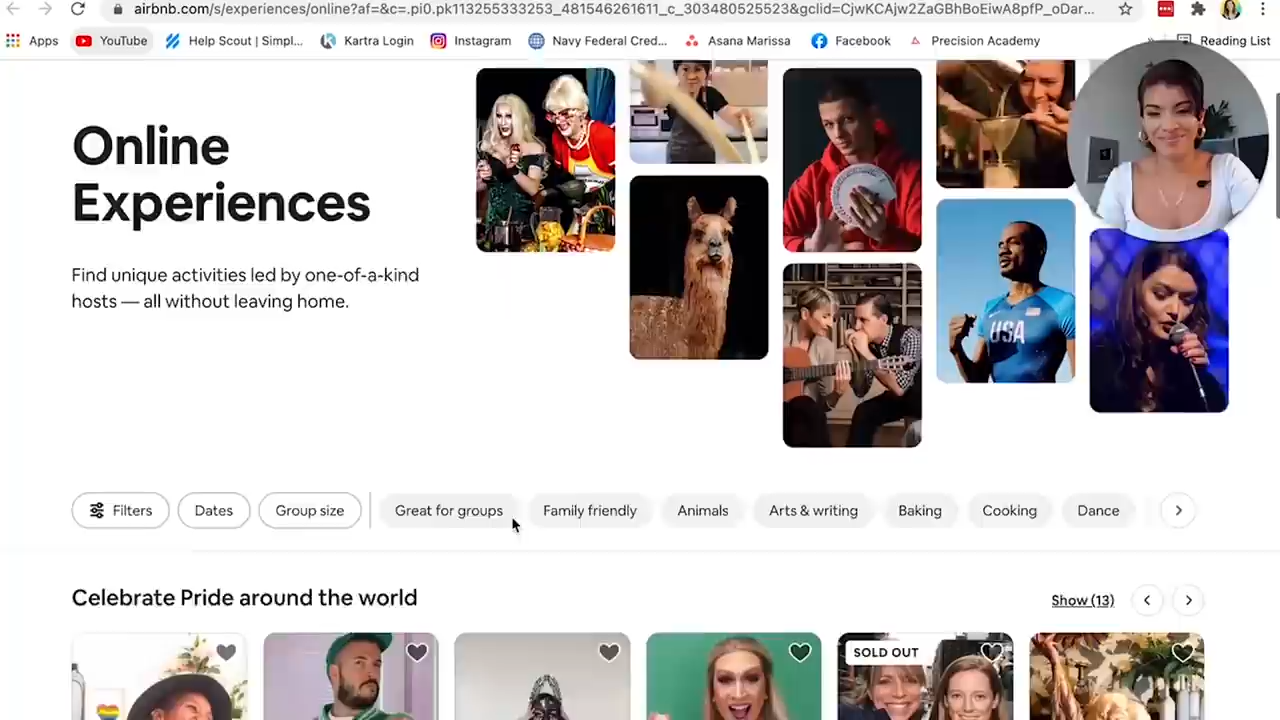 airbnb.com/s/experiences/online?af=&c=.pi0.pk113255333253_481546261611_c_303480525523&gclid=CjwKCAjw2ZaGBhBoEiwA8pfP_oDar...
Apps YouTube Help Scout | Simpl... Kartra Login Instagram Navy Federal Cred... Asana Marissa Facebook Precision Academy » Reading List
Online
Experiences
Find unique activities led by one-of-a-kind
hosts — all without leaving home.
USA
Filters Dates Group size Great for groups Family friendly Animals Arts & writing Baking Cooking Dance
Celebrate Pride around the world
Show (13)
SOLD OUT